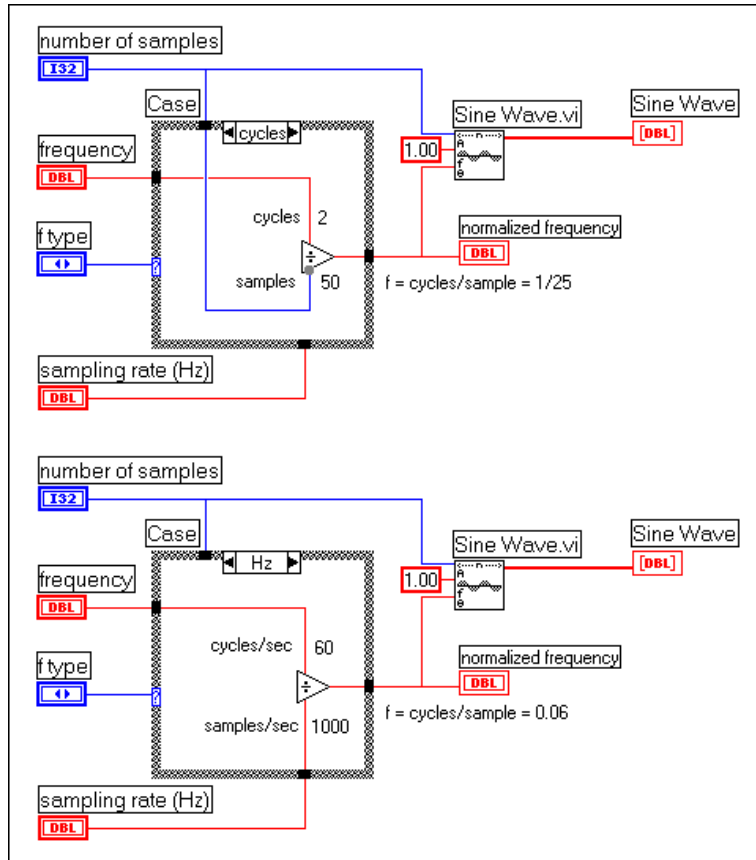 number of samples
I32
Case
cycles
Sine Wave.vi
Sine Wave
n
A
f
θ
1.00
[DBL]
frequency
DBL
cycles 2
normalized frequency
DBL
f type
÷
samples 50
?
f = cycles/sample = 1/25
sampling rate (Hz)
DBL
number of samples
I32
Case
Hz
Sine Wave.vi
Sine Wave
n
A
f
θ
1.00
[DBL]
frequency
DBL
cycles/sec 60
normalized frequency
DBL
f type
÷
?
samples/sec 1000
f = cycles/sample = 0.06
sampling rate (Hz)
DBL